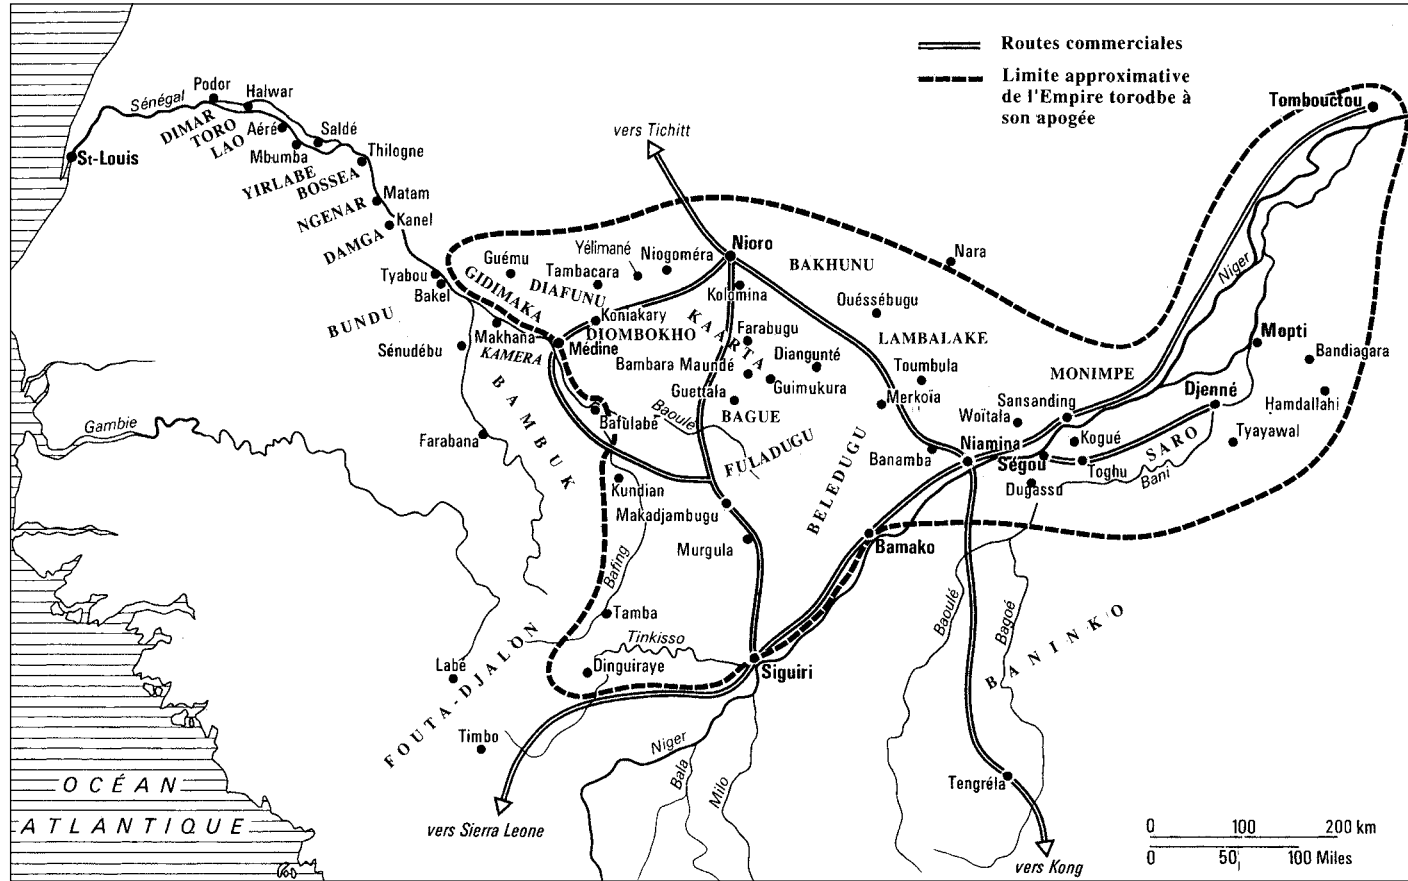 Routes commerciales
Limite approximative
de l'Empire torodbe à
son apogée
Tombouctou
Podor
Halwar
Sénégal
DIMAR
TORO
LAO
Aéré
Saldé
Mbumba
Thilogne
St-Louis
YIRLABE
BOSSEA
Matam
NGENAR
Kanel
DAMGA
vers Tichitt
Nioro
BAKHUNU
Nara
Yélimané
Niogoméra
Guému
Tambacara
GIDIMAKA
DIAFUNU
Tyabou
Bakel
Kolomina
Ouéssébugu
Niger
BUNDU
Koniakary
DIOMBOKHO
KAARTA
Makhana
KAMERA
Médine
Sénudébu
Farabugu
LAMBALAKE
Mopti
Bandiagara
Diangunté
Bambara Maundé
Guimukura
Toumbula
MONIMPE
Guettala
Merkoïa
Sansanding
Djenné
Hamdallahi
BAMBUK
Bafulabé
Baoulé
BAGUE
Woïtala
Gambie
Farabana
FULADUGU
BELEDUGU
Niamina
Kogué
SARO
Tyayawal
Banamba
Ségou
Toghu
Bani
Kundian
Dugassu
Makadjambugu
Murgula
Bamako
Bafing
Tamba
Tinkisso
Baoulé
Bagoé
BANINKO
Labé
FOUTA-DJALON
Dinguiraye
Siguiri
Timbo
Niger
Bala
Milo
Tengréla
OCÉAN
ATLANTIQUE
vers Sierra Leone
vers Kong
0 100 200 km
0 50 100 Miles